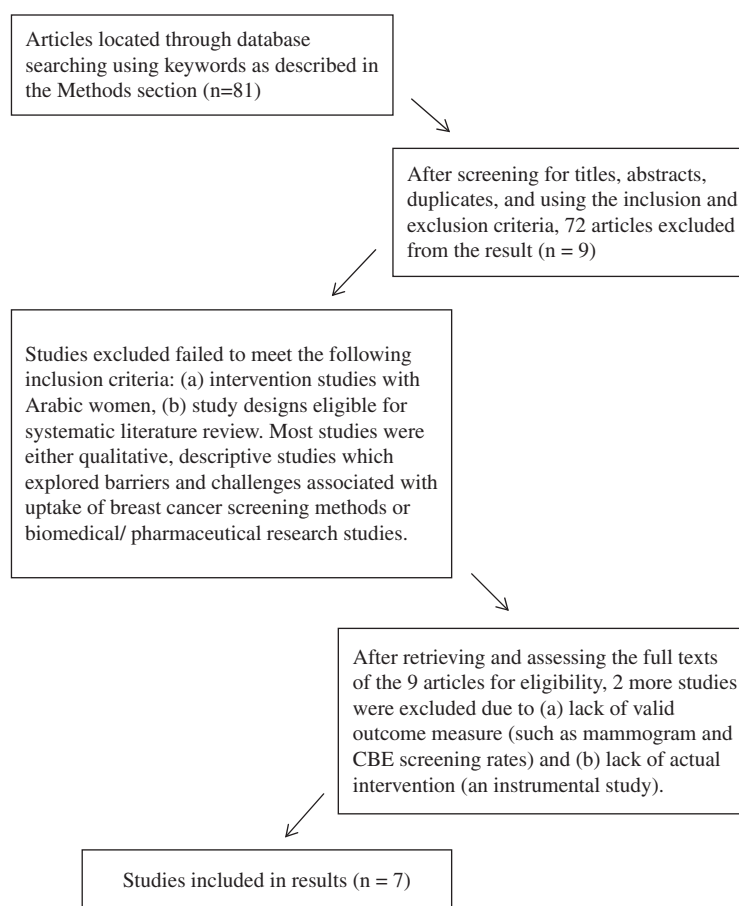 Articles located through database
searching using keywords as described in
the Methods section (n=81)
After screening for titles, abstracts,
duplicates, and using the inclusion and
exclusion criteria, 72 articles excluded
from the result (n = 9)
Studies excluded failed to meet the following
inclusion criteria: (a) intervention studies with
Arabic women, (b) study designs eligible for
systematic literature review. Most studies were
either qualitative, descriptive studies which
explored barriers and challenges associated with
uptake of breast cancer screening methods or
biomedical/ pharmaceutical research studies.
After retrieving and assessing the full texts
of the 9 articles for eligibility, 2 more studies
were excluded due to (a) lack of valid
outcome measure (such as mammogram and
CBE screening rates) and (b) lack of actual
intervention (an instrumental study).
Studies included in results (n = 7)